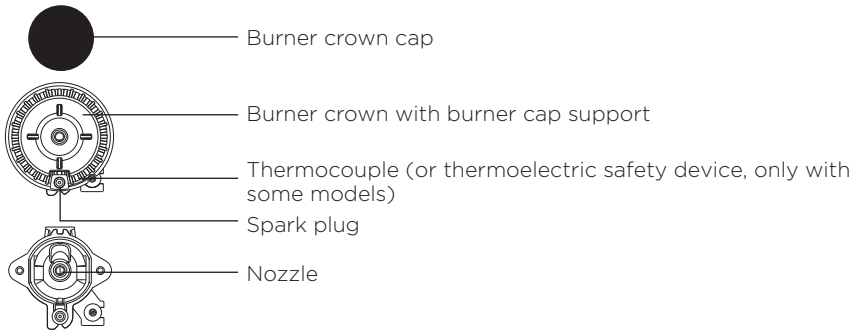 Burner crown cap
Burner crown with burner cap support
Thermocouple (or thermoelectric safety device, only with
some models)
Spark plug
Nozzle